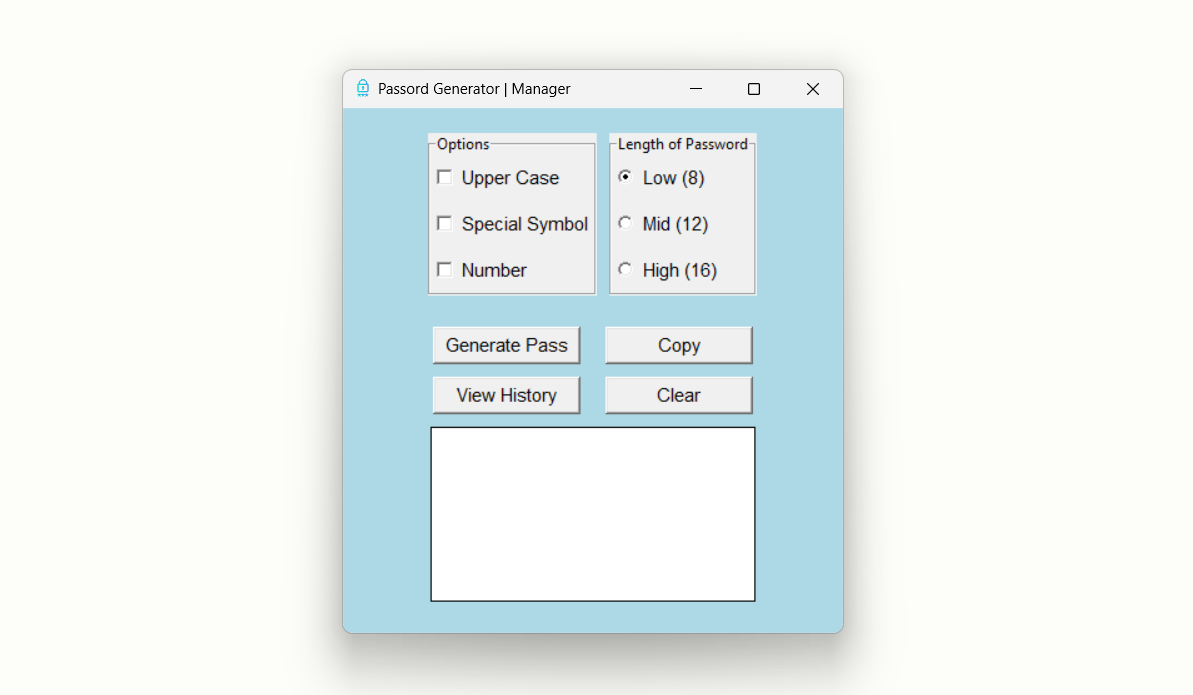 Passord Generator | Manager
Options
Upper Case
Special Symbol
Number
Length of Password
Low (8)
Mid (12)
High (16)
Generate Pass
Copy
View History
Clear